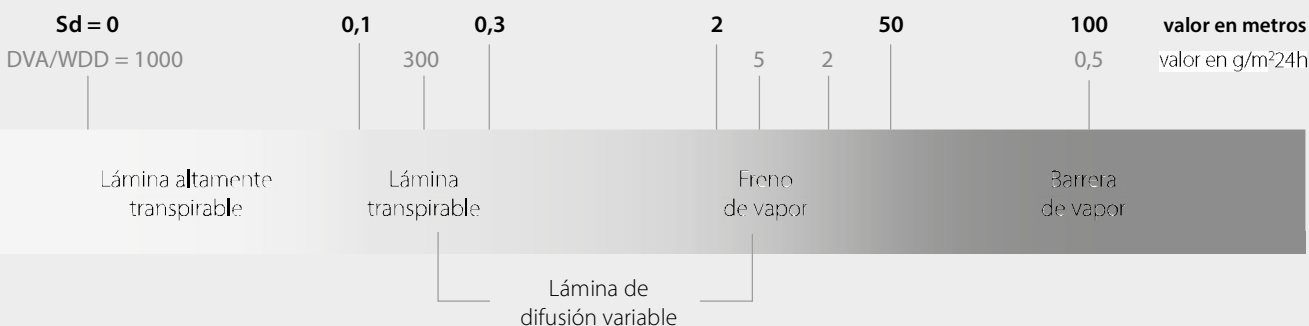 Sd = 0 0,1 0,3 2 50 100 valor en metros
DVA/WDD = 1000 300 5 2 0,5 valor en g/m²24h
Lámina altamente
transpirable
Lámina
transpirable
Freno
de vapor
Barrera
de vapor
Lámina de
difusión variable